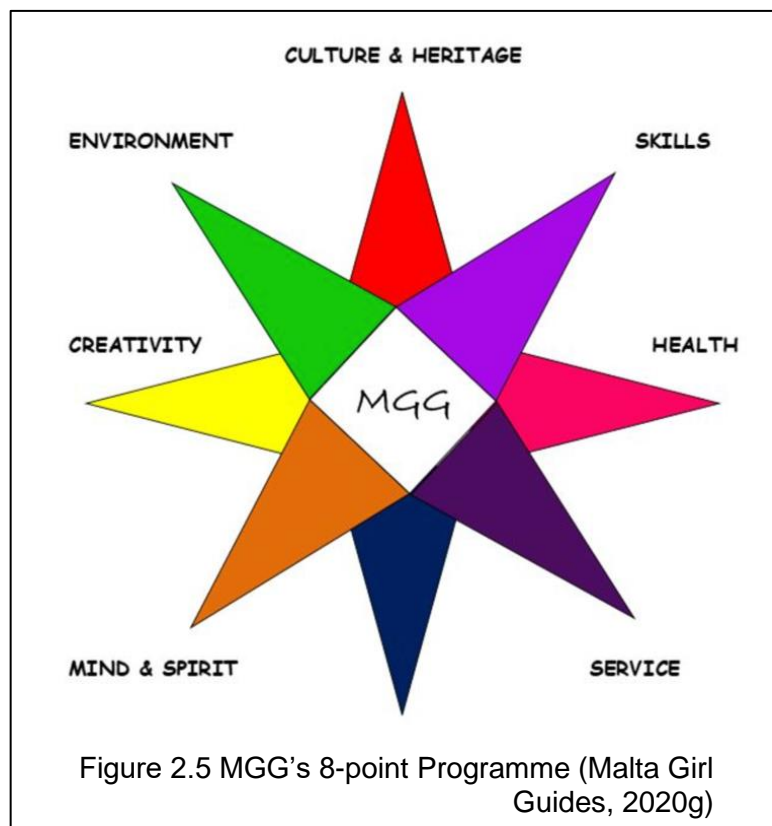 CULTURE & HERITAGE
ENVIRONMENT
SKILLS
CREATIVITY
HEALTH
MGG
MIND & SPIRIT
SERVICE
Figure 2.5 MGG's 8-point Programme (Malta Girl
Guides, 2020g)